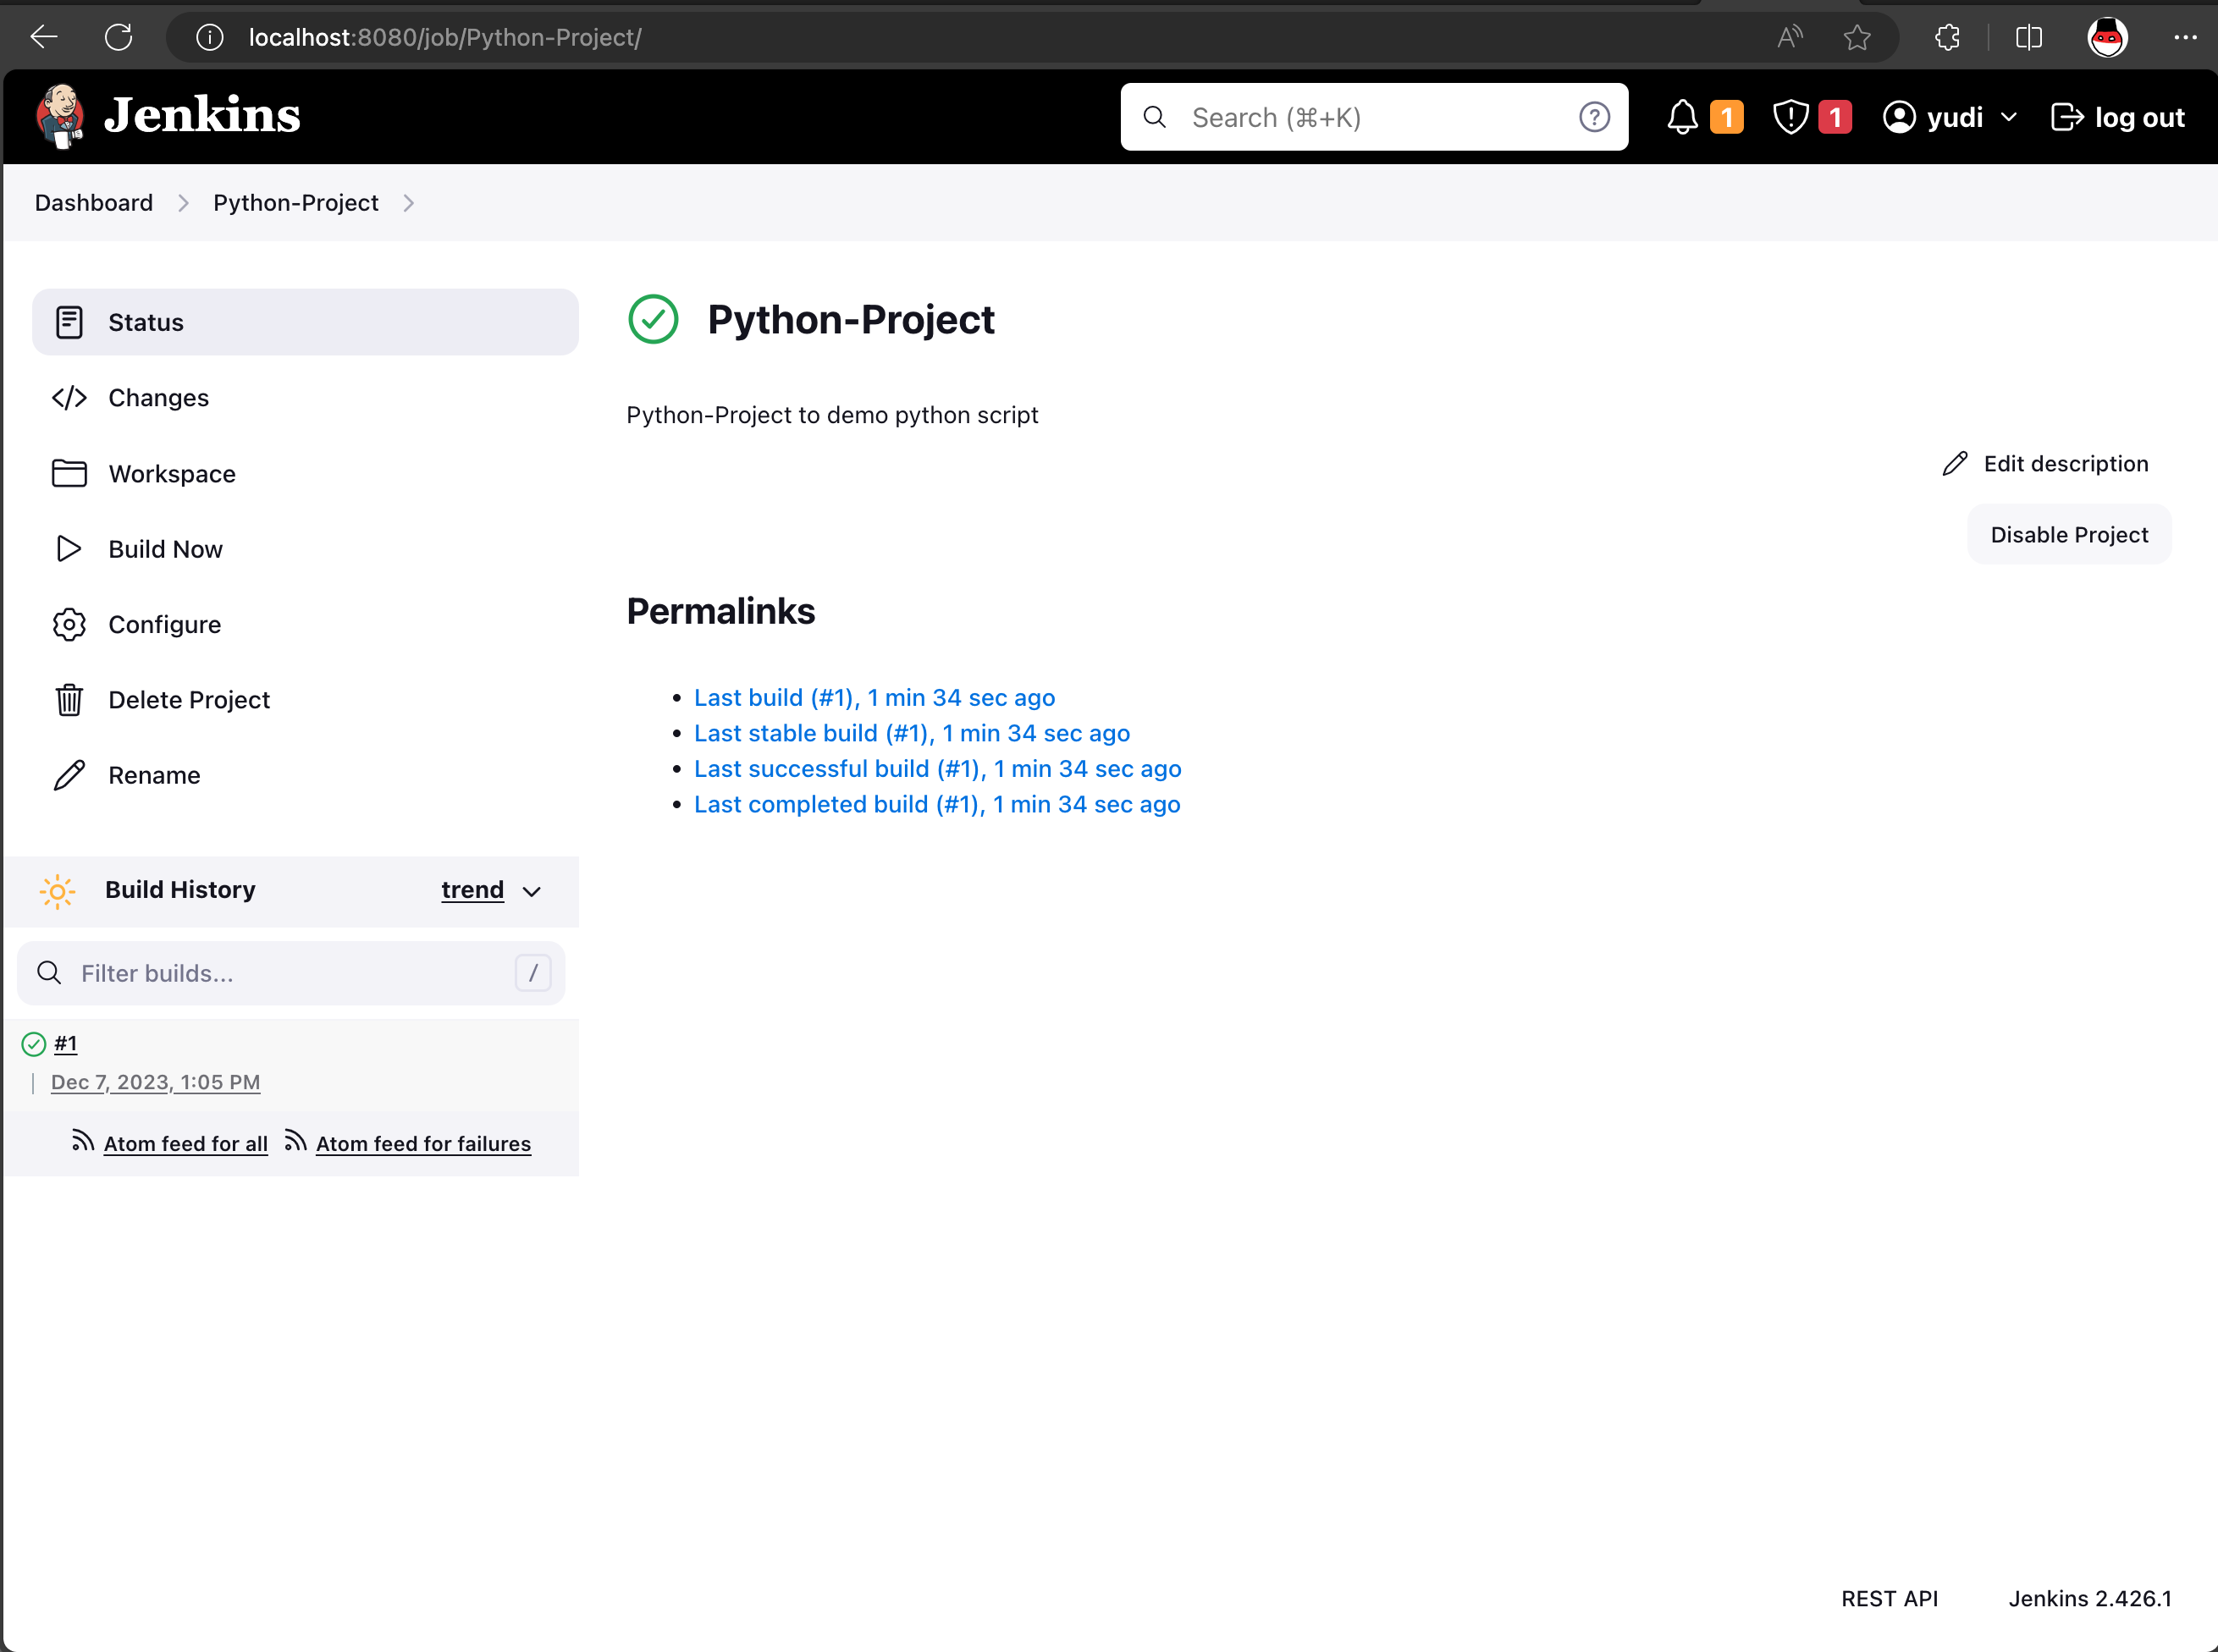 localhost:8080/job/Python-Project/
Jenkins
Search (⌘+K)
1
1
yudi
log out
Dashboard
Python-Project
Status
Changes
Workspace
Build Now
Configure
Delete Project
Rename
Build History
trend
Filter builds...
/
#1
Dec 7, 2023, 1:05 PM
Atom feed for all
Atom feed for failures
Python-Project
Python-Project to demo python script
Edit description
Disable Project
Permalinks
Last build (#1), 1 min 34 sec ago
Last stable build (#1), 1 min 34 sec ago
Last successful build (#1), 1 min 34 sec ago
Last completed build (#1), 1 min 34 sec ago
REST API
Jenkins 2.426.1